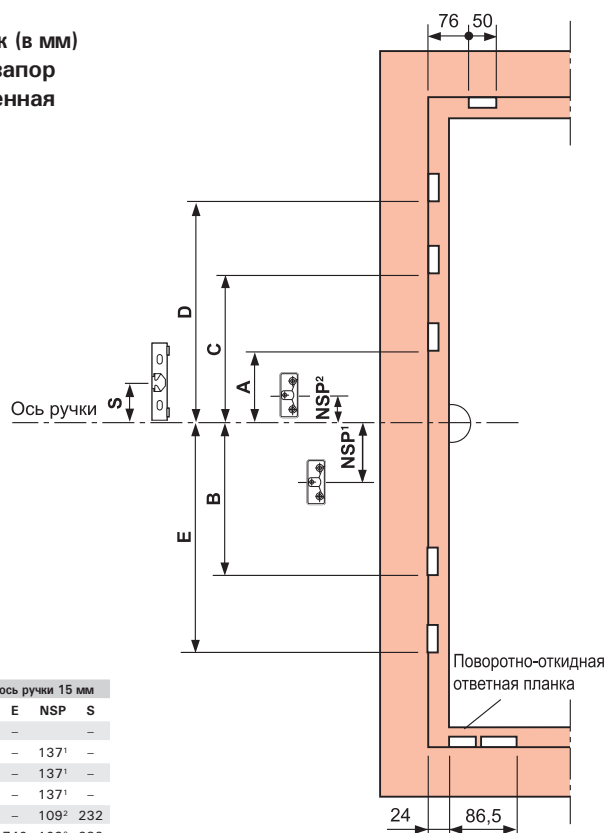 76 50
к (в мм)
запор
енная
D
C
A
S
NSP²
Ось ручки
NSP¹
B
E
Поворотно-откидная
ответная планка
ось ручки 15 мм
E NSP S
– –
– 137¹ –
– 137¹ –
– 137¹ –
– 109² 232
24 86,5